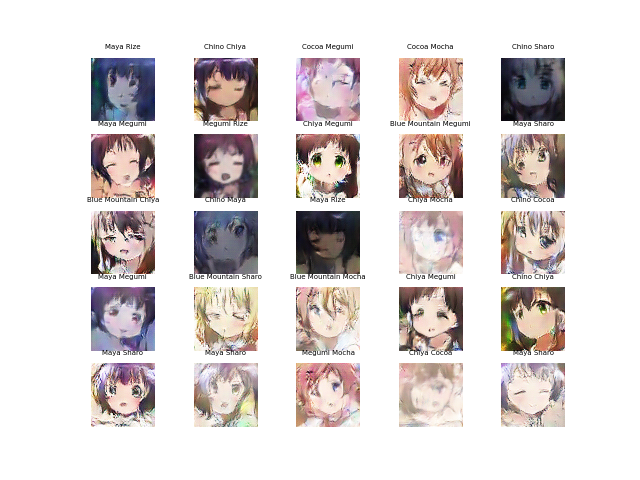 Maya Rize
Chino Chiya
Cocoa Megumi
Cocoa Mocha
Chino Sharo
Maya Megumi
Megumi Rize
Chiya Megumi
Blue Mountain Megumi
Maya Sharo
Blue Mountain Chiya
Chino Maya
Maya Rize
Chiya Mocha
Chino Cocoa
Maya Megumi
Blue Mountain Sharo
Blue Mountain Mocha
Chiya Megumi
Chino Chiya
Maya Sharo
Maya Sharo
Megumi Mocha
Chiya Cocoa
Maya Sharo